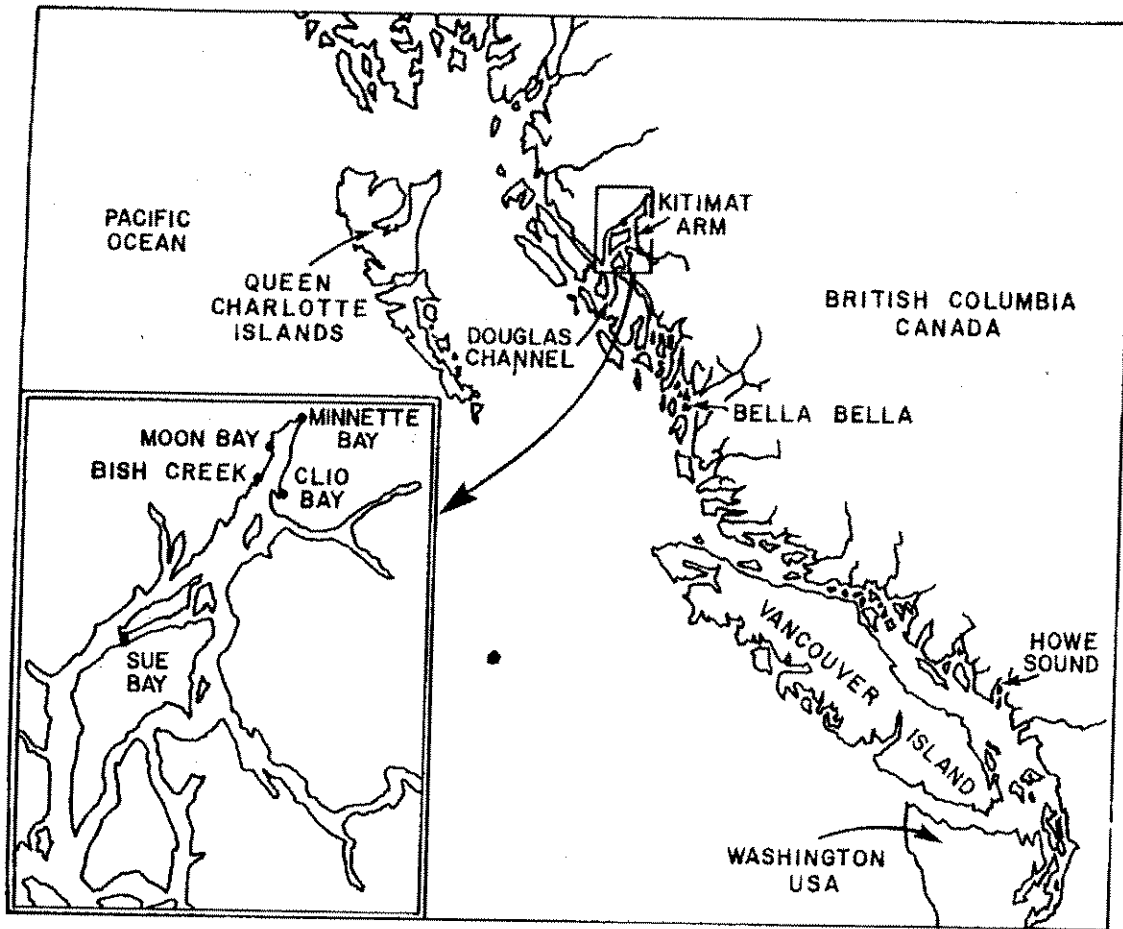 PACIFIC
OCEAN
QUEEN
CHARLOTTE
ISLANDS
KITIMAT
ARM
DOUGLAS
CHANNEL
BRITISH COLUMBIA
CANADA
BELLA BELLA
MINNETTE
BAY
MOON BAY
BISH CREEK
CLIO
BAY
SUE
BAY
VANCOUVER
ISLAND
HOWE
SOUND
WASHINGTON
USA